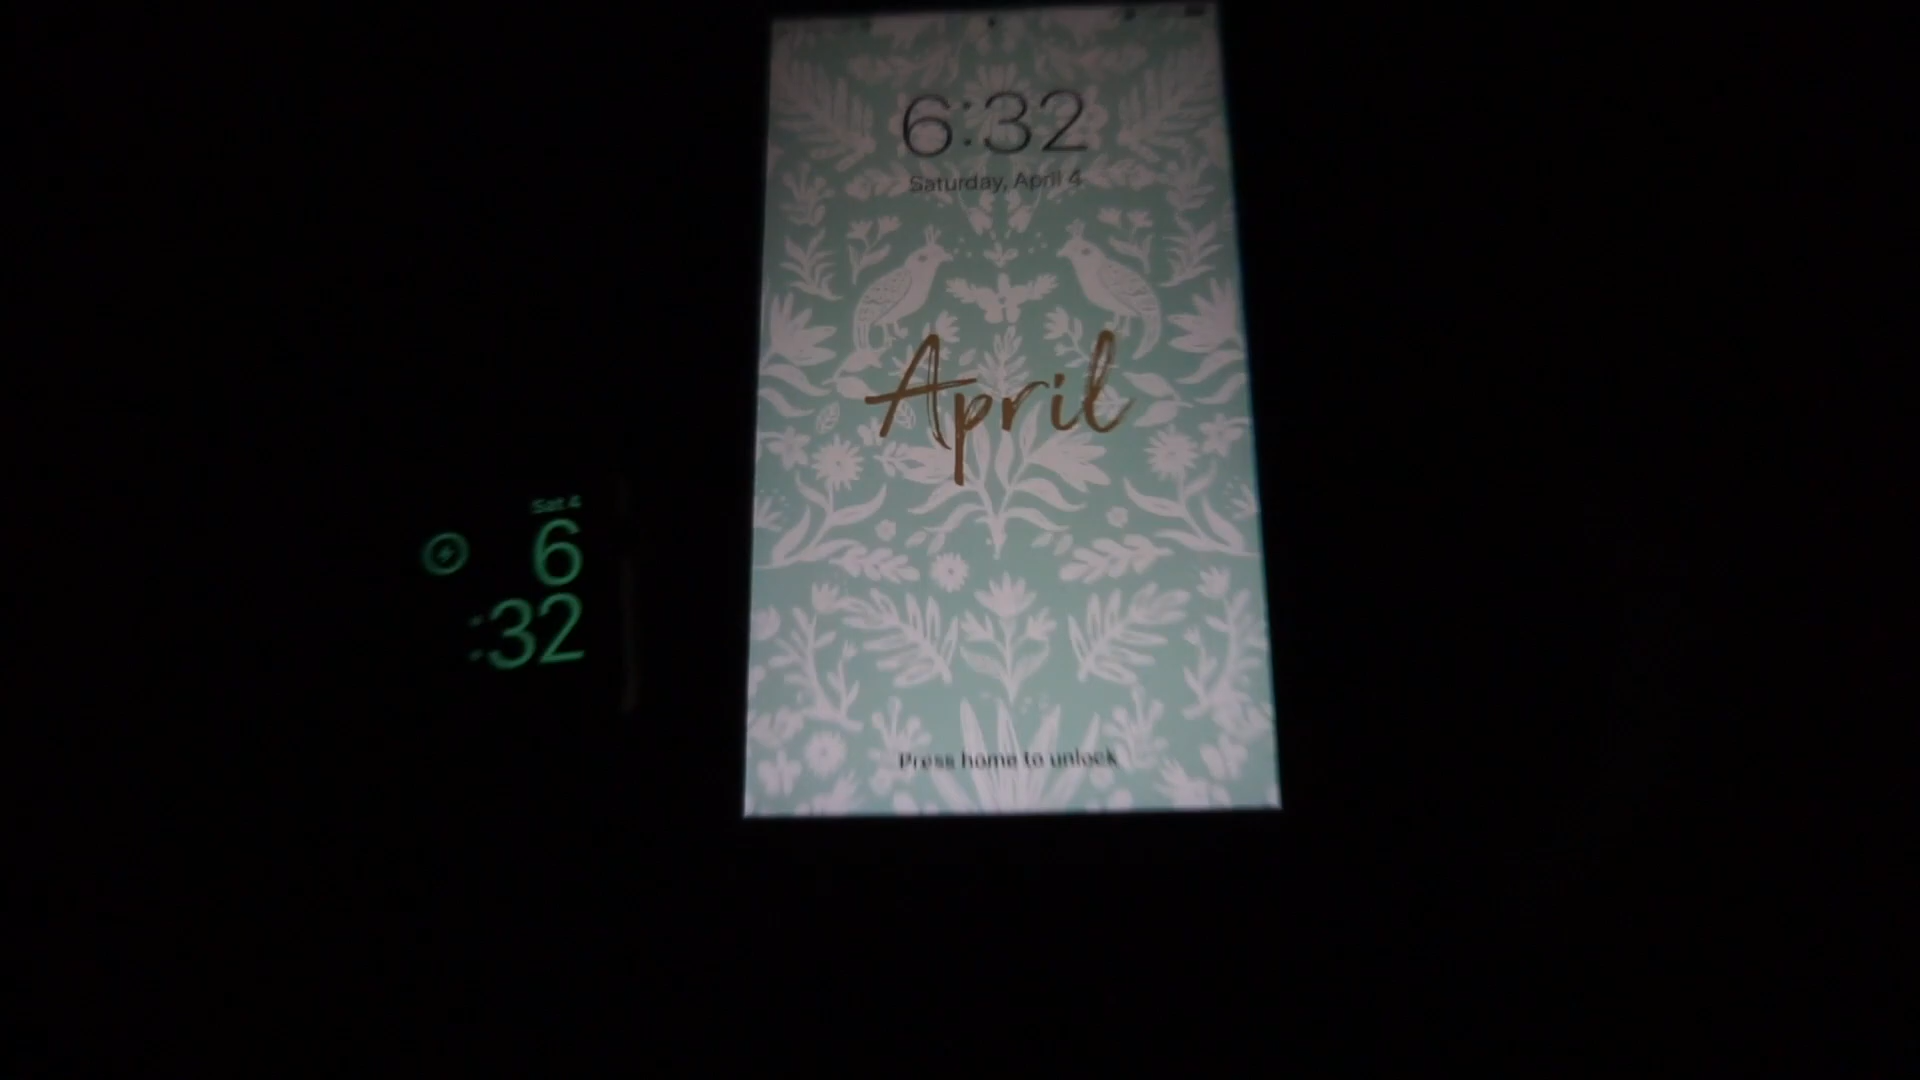 6:32
Saturday, April 4
April
Press home to unlock
Sat 4
6
:32